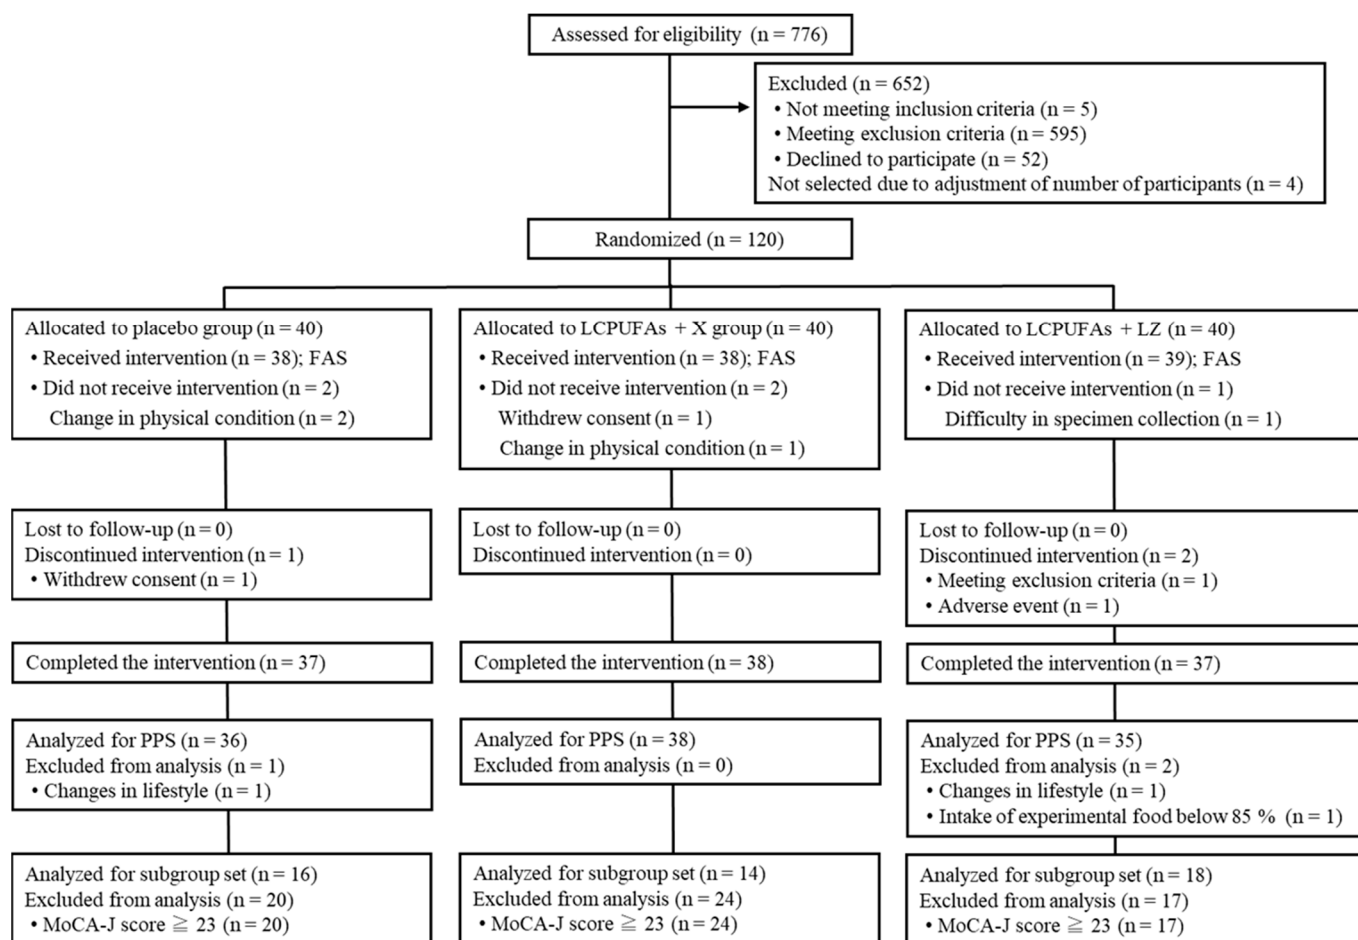 Assessed for eligibility (n = 776)
Excluded (n = 652)
• Not meeting inclusion criteria (n = 5)
• Meeting exclusion criteria (n = 595)
• Declined to participate (n = 52)
Not selected due to adjustment of number of participants (n = 4)
Randomized (n = 120)
Allocated to placebo group (n = 40)
• Received intervention (n = 38); FAS
• Did not receive intervention (n = 2)
Change in physical condition (n = 2)
Allocated to LCPUFAs + X group (n = 40)
• Received intervention (n = 38); FAS
• Did not receive intervention (n = 2)
Withdrew consent (n = 1)
Change in physical condition (n = 1)
Allocated to LCPUFAs + LZ (n = 40)
• Received intervention (n = 39); FAS
• Did not receive intervention (n = 1)
Difficulty in specimen collection (n = 1)
Lost to follow-up (n = 0)
Discontinued intervention (n = 1)
• Withdrew consent (n = 1)
Lost to follow-up (n = 0)
Discontinued intervention (n = 0)
Lost to follow-up (n = 0)
Discontinued intervention (n = 2)
• Meeting exclusion criteria (n = 1)
• Adverse event (n = 1)
Completed the intervention (n = 37)
Completed the intervention (n = 38)
Completed the intervention (n = 37)
Analyzed for PPS (n = 36)
Excluded from analysis (n = 1)
• Changes in lifestyle (n = 1)
Analyzed for PPS (n = 38)
Excluded from analysis (n = 0)
Analyzed for PPS (n = 35)
Excluded from analysis (n = 2)
• Changes in lifestyle (n = 1)
• Intake of experimental food below 85 % (n = 1)
Analyzed for subgroup set (n = 16)
Excluded from analysis (n = 20)
• MoCA-J score ≧ 23 (n = 20)
Analyzed for subgroup set (n = 14)
Excluded from analysis (n = 24)
• MoCA-J score ≧ 23 (n = 24)
Analyzed for subgroup set (n = 18)
Excluded from analysis (n = 17)
• MoCA-J score ≧ 23 (n = 17)